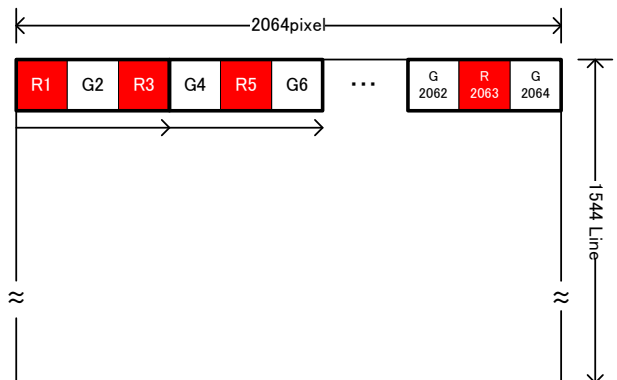 2064pixel
R1 G2 R3 G4 R5 G6 ··· G 2062 R 2063 G 2064
1544 Line
≈ ≈